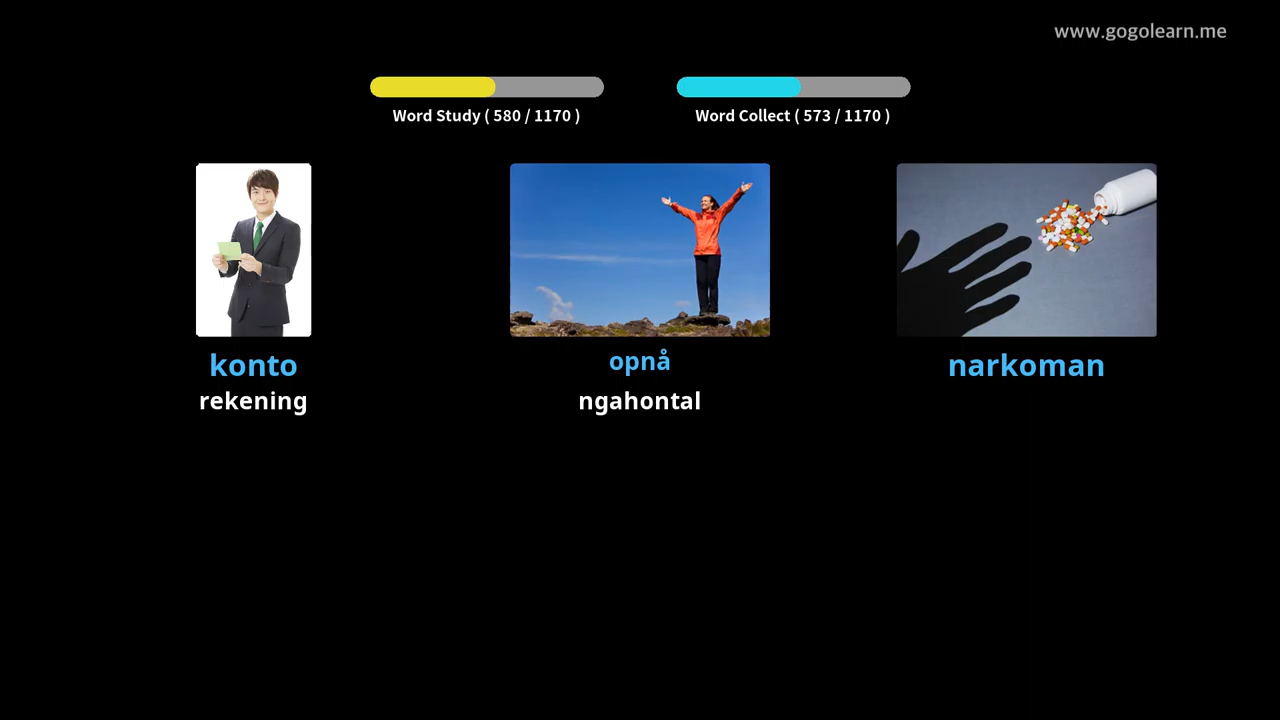 www.gogolearn.me
Word Study ( 580 / 1170 )
Word Collect ( 573 / 1170 )
konto
rekening
opnå
ngahontal
narkoman